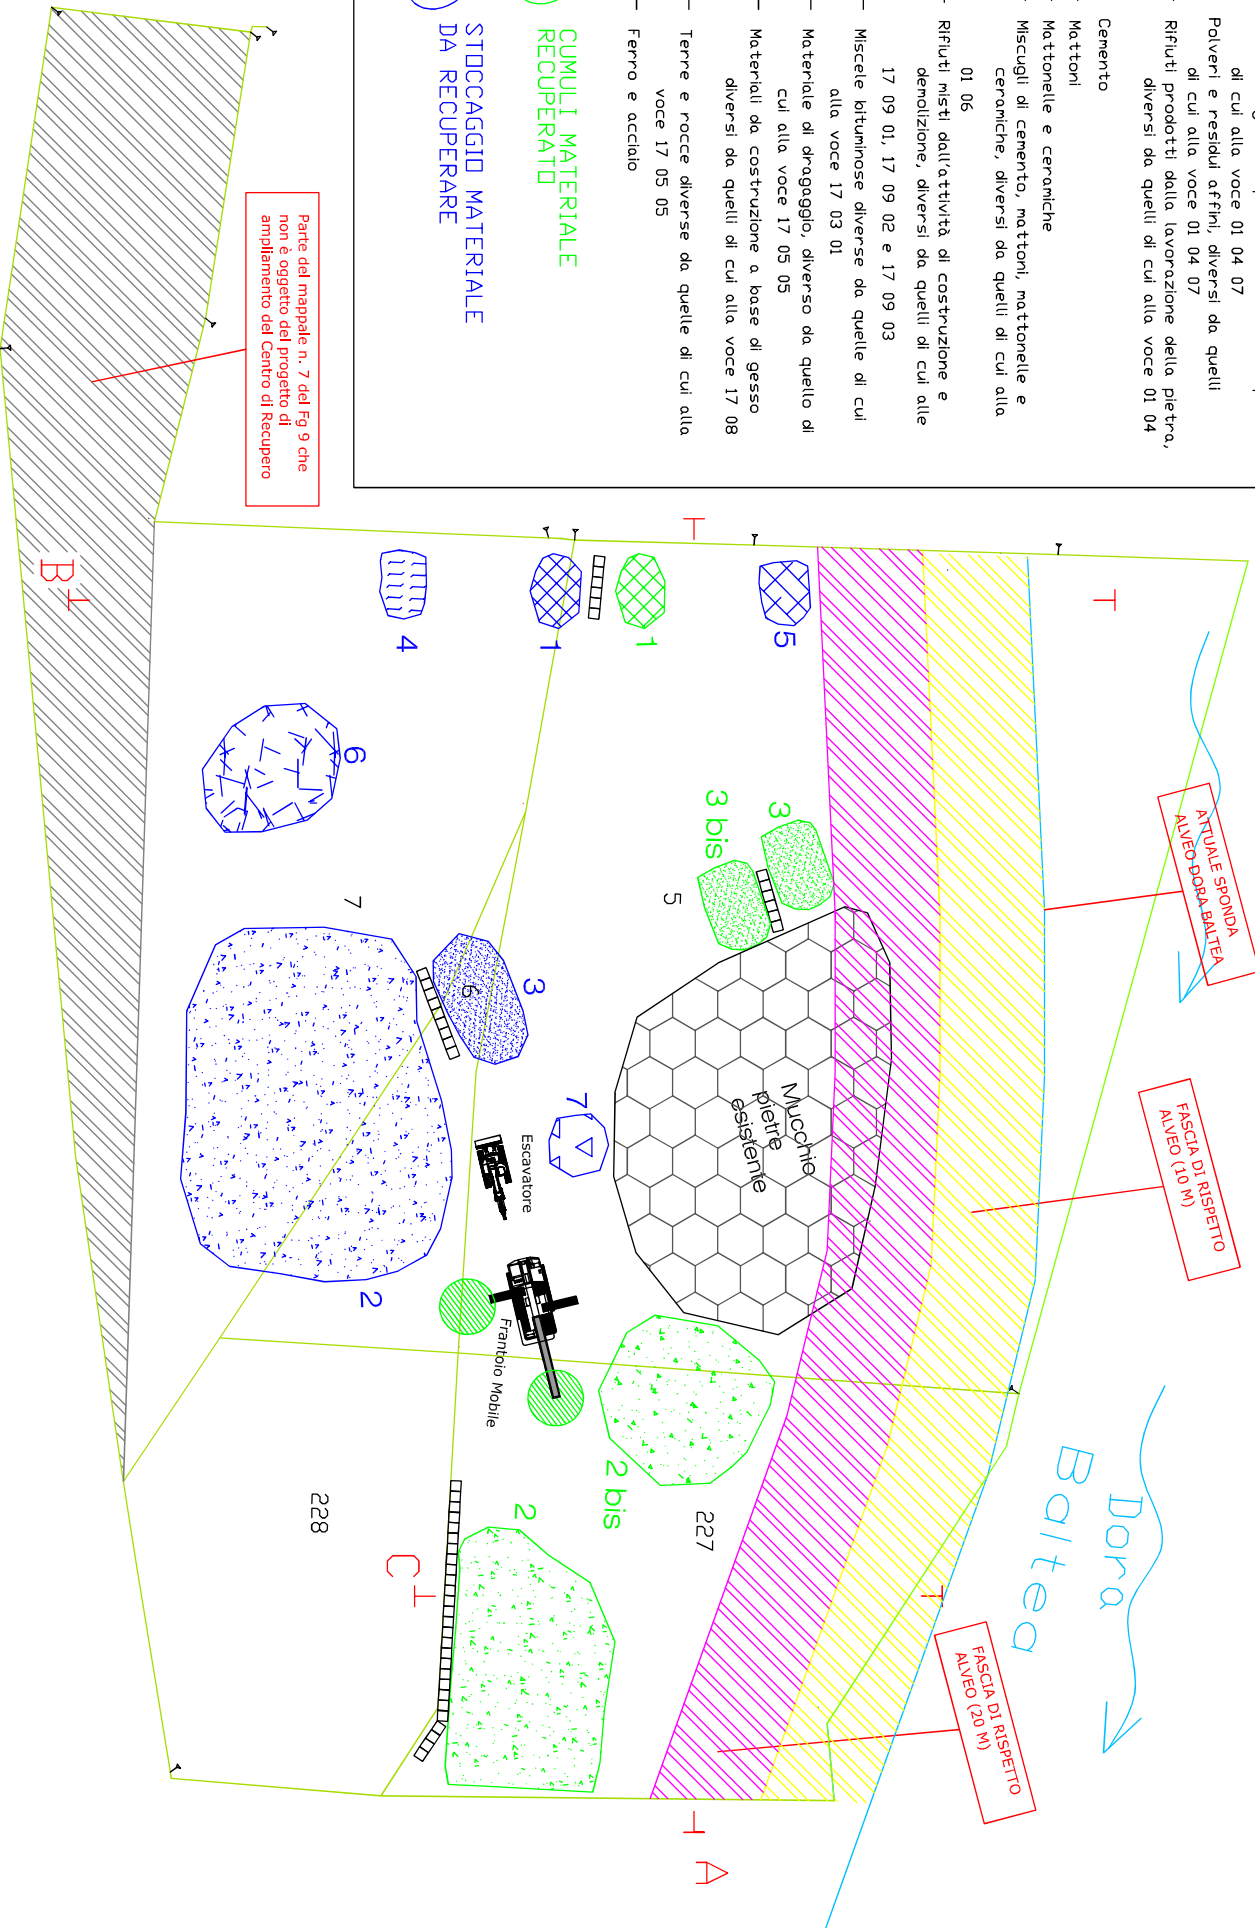 di cui alla voce 01 04 07
Polveri e residui affini, diversi da quelli
di cui alla voce 01 04 07
Rifiuti prodotti dalla lavorazione della pietra,
diversi da quelli di cui alla voce 01 04
Cemento
Mattoni
Mattonelle e ceramiche
Miscugli di cemento, mattoni, mattonelle e
ceramiche, diversi da quelli di cui alla
01 06
Rifiuti misti dall'attività di costruzione e
demolizione, diversi da quelli di cui alle
17 09 01, 17 09 02 e 17 09 03
Miscele bituminose diverse da quelle di cui
alla voce 17 03 01
Materiale di dragaggio, diverso da quello di
cui alla voce 17 05 05
Materiali da costruzione a base di gesso
diversi da quelli di cui alla voce 17 08
Terre e rocce diverse da quelle di cui alla
voce 17 05 05
Ferro e acciaio
CUMULI MATERIALE
RECUPERATO
STOCCAGGIO MATERIALE
DA RECUPERARE
Parte del mappale n. 7 del Fg 9 che
non è oggetto del progetto di
ampliamento del Centro di Recupero
ATTUALE SPONDA
ALVEO DORA BALTEA
FASCIA DI RISPETTO
ALVEO (10 M)
FASCIA DI RISPETTO
ALVEO (20 M)
Dora
Baltea
B
5
1
1
4
6
3
3 bis
5
7
3
6
7
Mucchio
pietre
esistente
Escavatore
2
Frantoio Mobile
2 bis
227
2
228
C
A